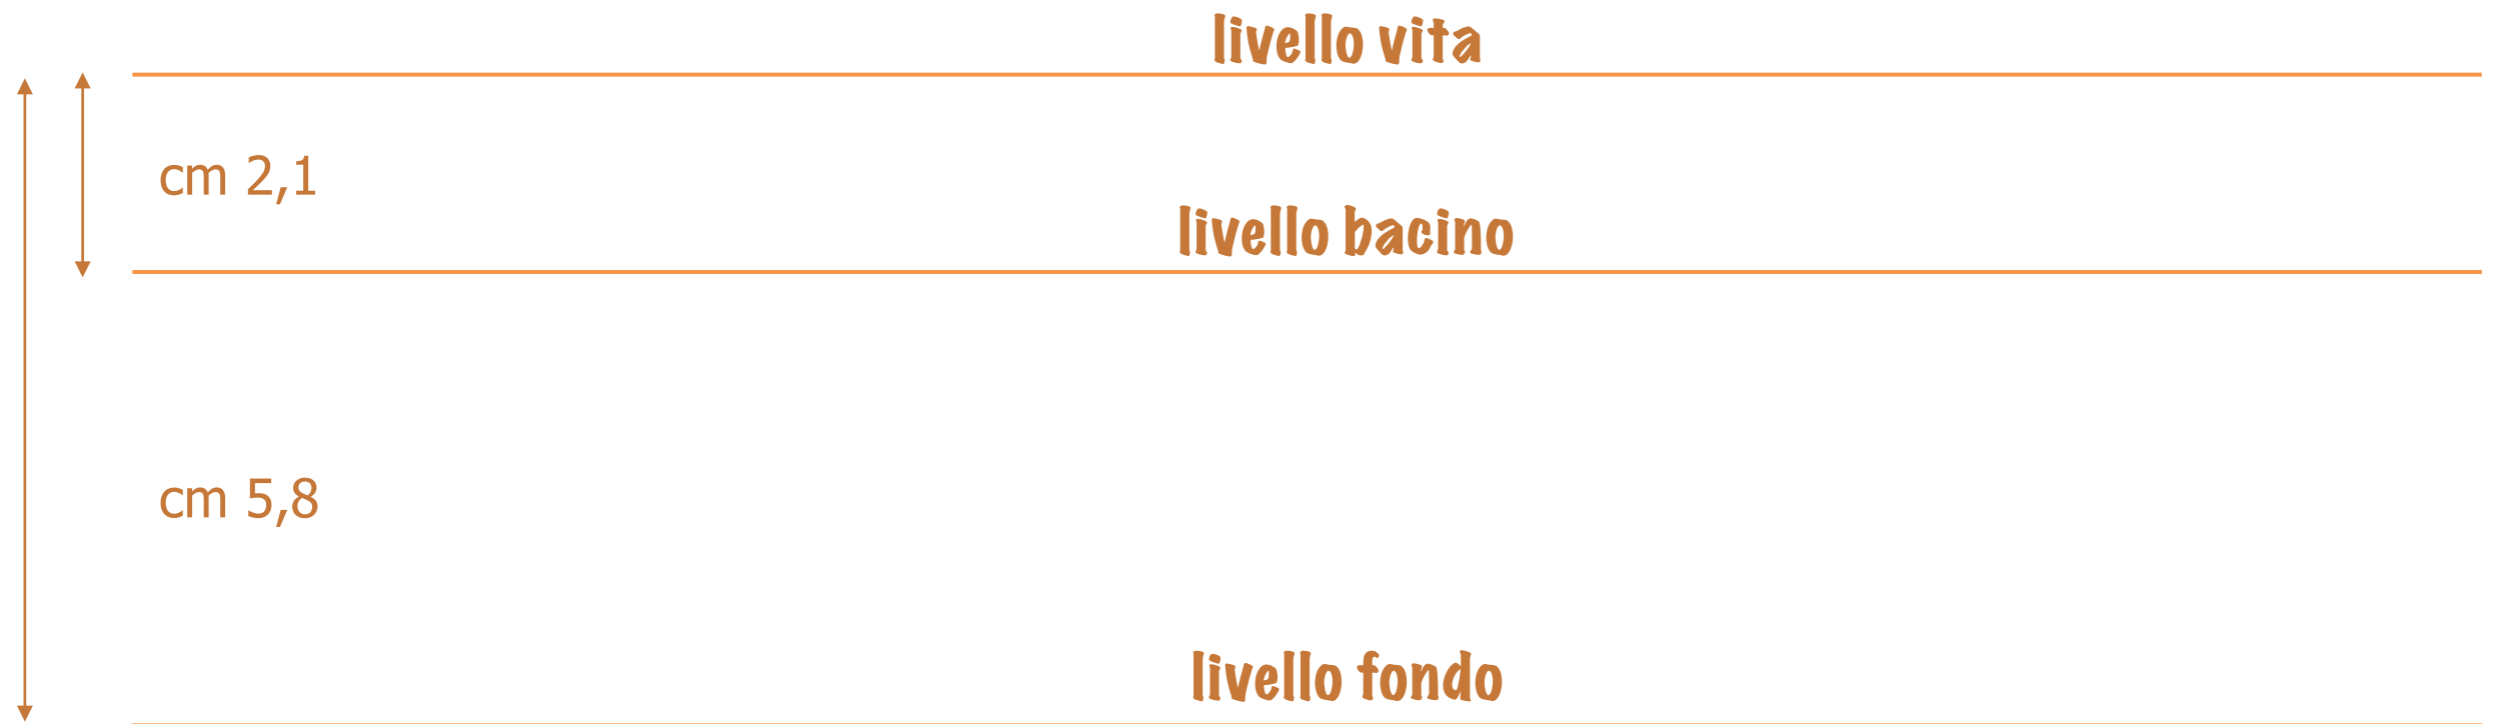 livello vita
cm 2,1
livello bacino
cm 5,8
livello fondo